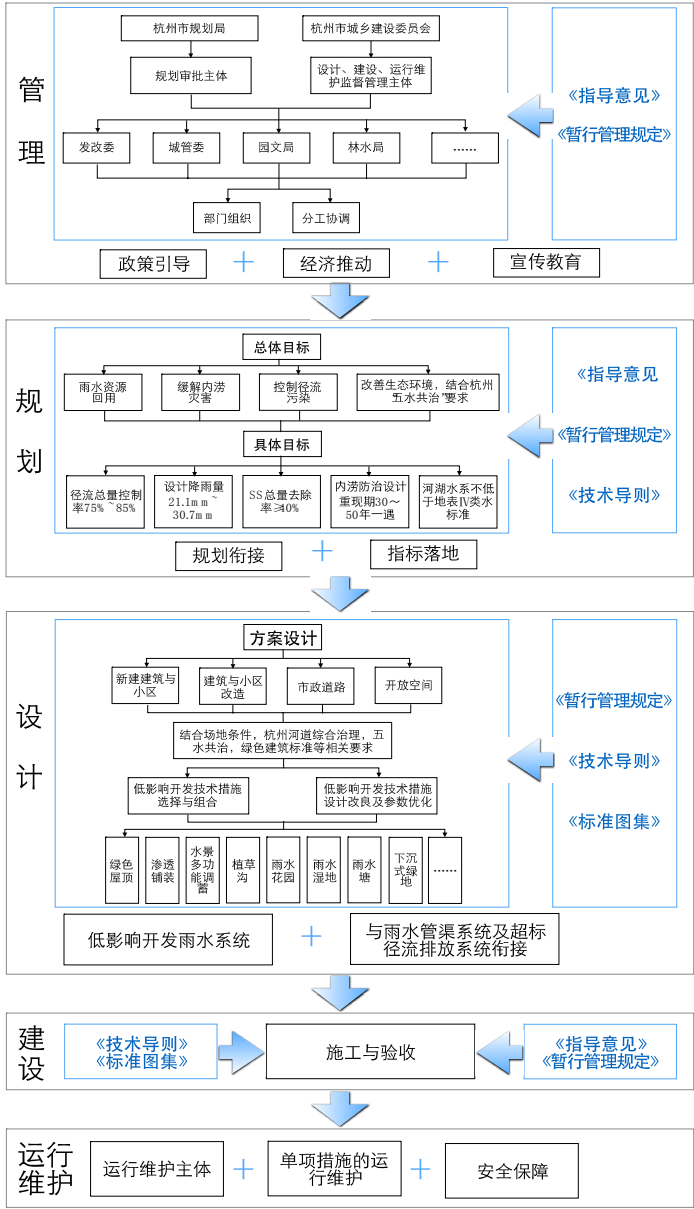 管
理
杭州市规划局
杭州市城乡建设委员会
规划审批主体
设计、建设、运行维
护监督管理主体
发改委
城管委
园文局
林水局
……
部门组织
分工协调
《指导意见》
《暂行管理规定》
政策引导
+
经济推动
+
宣传教育
规
划
总体目标
雨水资源
回用
缓解内涝
灾害
控制径流
污染
改善生态环境，结合杭州
“五水共治”要求
具体目标
径流总量控制
率75%~85%
设计降雨量
21.1mm~
30.7mm
SS总量去除
率≥40%
内涝防治设计
重现期30～
50年一遇
河湖水系不低
于地表Ⅳ类水
标准
《指导意见
《暂行管理规定》
《技术导则》
规划衔接
+
指标落地
设
计
方案设计
新建建筑与
小区
建筑与小区
改造
市政道路
开放空间
结合场地条件，杭州河道综合治理，五
水共治，绿色建筑标准等相关要求
低影响开发技术措施
选择与组合
低影响开发技术措施
设计改良及参数优化
绿色
屋顶
渗透
铺装
水景
多功
能调
蓄
植草
沟
雨水
花园
雨水
湿地
雨水
塘
下沉
式绿
地
……
《暂行管理规定》
《技术导则》
《标准图集》
低影响开发雨水系统
+
与雨水管渠系统及超标
径流排放系统衔接
建
设
《技术导则》
《标准图集》
施工与验收
《指导意见》
《暂行管理规定》
运行
维护
运行维护主体
+
单项措施的运
行维护
+
安全保障